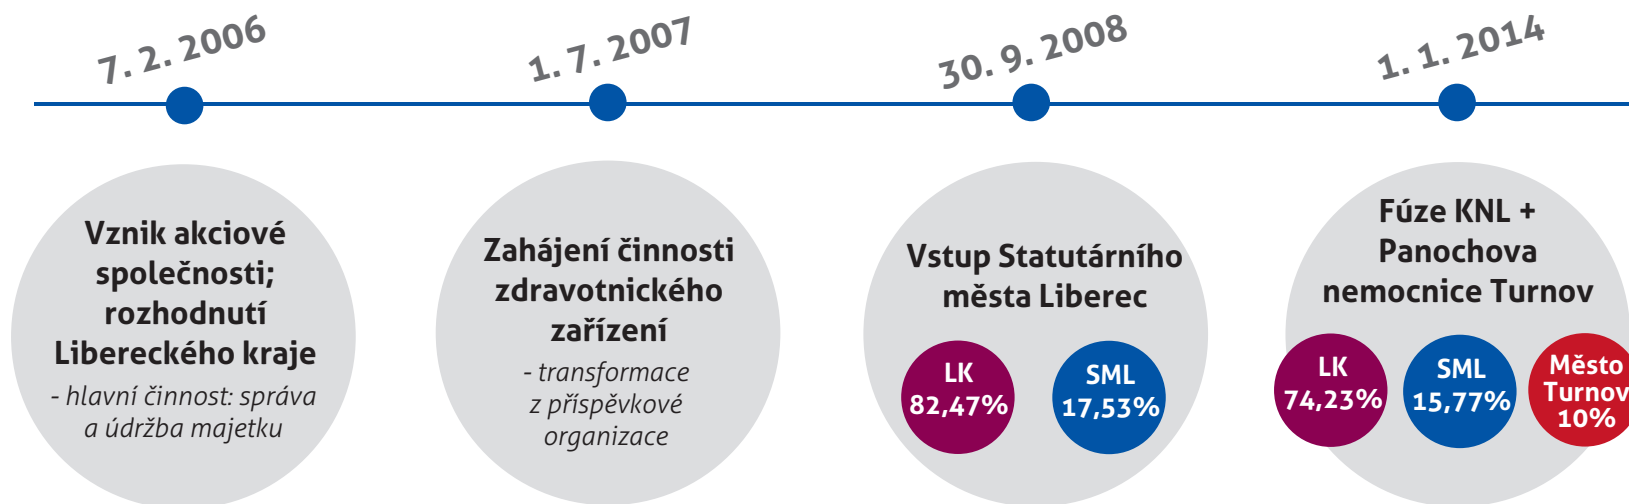 7. 2. 2006
1. 7. 2007
30. 9. 2008
1. 1. 2014
Vznik akciové
společnosti;
rozhodnutí
Libereckého kraje
- hlavní činnost: správa
a údržba majetku
Zahájení činnosti
zdravotnického
zařízení
- transformace
z příspěvkové
organizace
Vstup Statutárního
města Liberec
LK
82,47%
SML
17,53%
Fúze KNL +
Panochova
nemocnice Turnov
LK
74,23%
SML
15,77%
Město
Turnov
10%